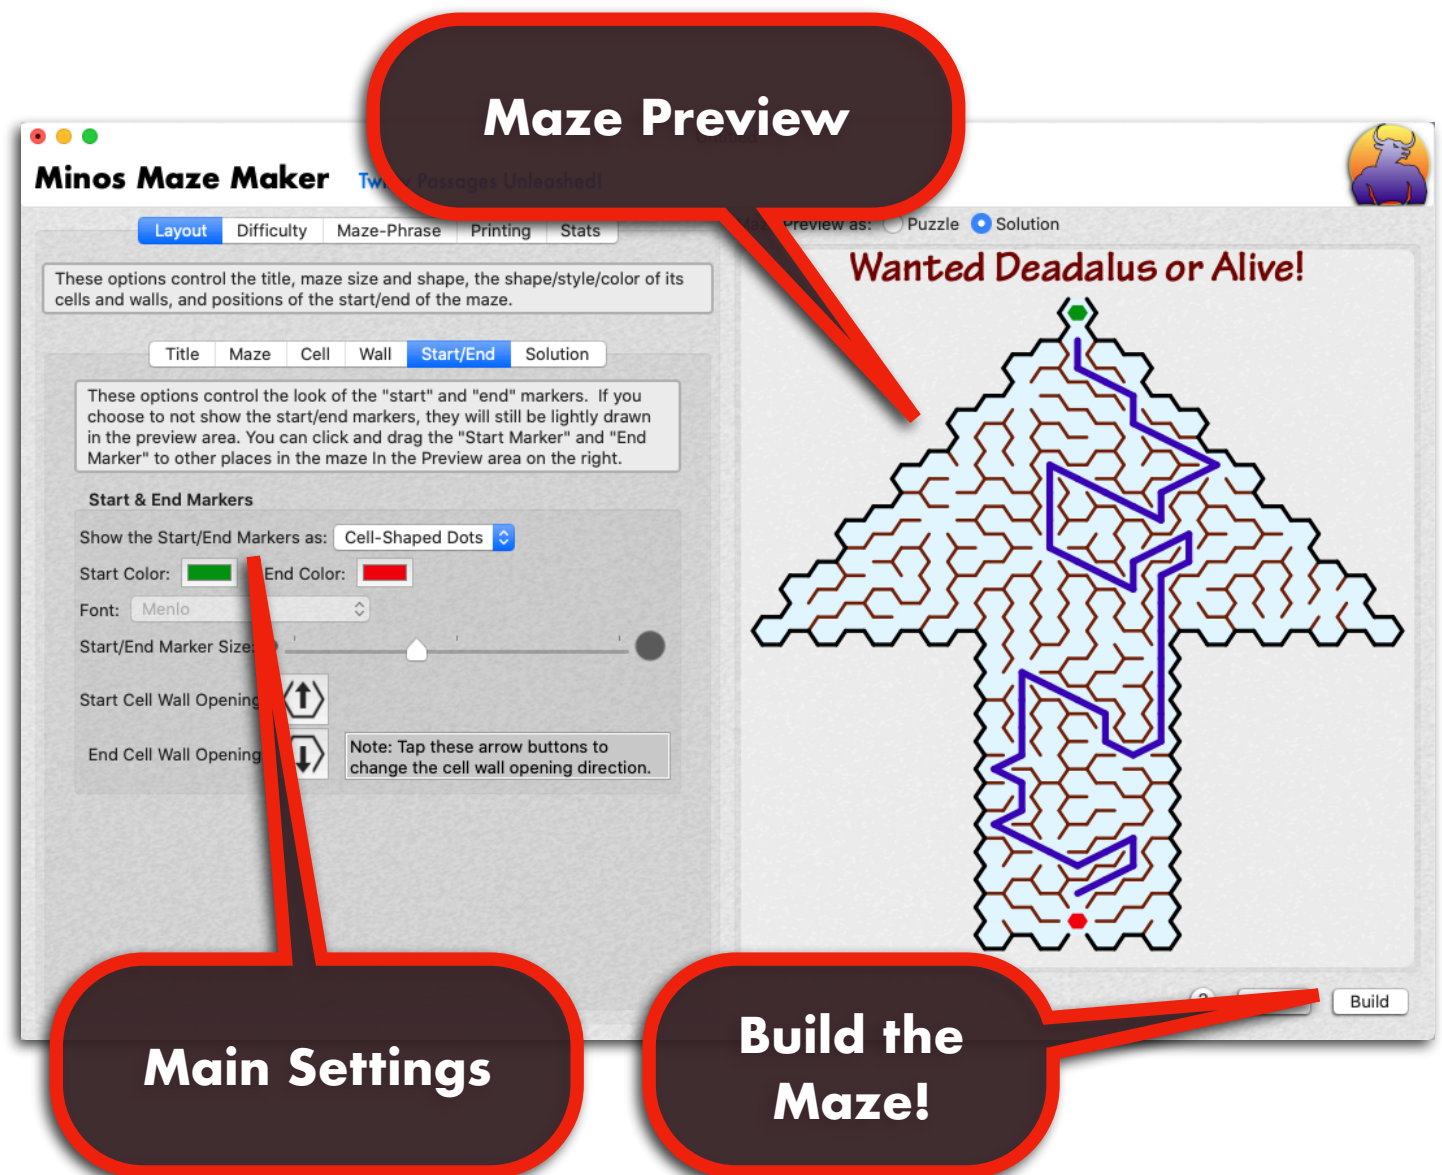 Maze Preview
Minos Maze Maker
Twisty Passages Unleashed!
Layout
Difficulty
Maze-Phrase
Printing
Stats
Preview as:
Puzzle
Solution
These options control the title, maze size and shape, the shape/style/color of its
cells and walls, and positions of the start/end of the maze.
Wanted Deadalus or Alive!
Title
Maze
Cell
Wall
Start/End
Solution
These options control the look of the "start" and "end" markers. If you
choose to not show the start/end markers, they will still be lightly drawn
in the preview area. You can click and drag the "Start Marker" and "End
Marker" to other places in the maze In the Preview area on the right.
Start & End Markers
Show the Start/End Markers as:
Cell-Shaped Dots
Start Color:
End Color:
Font:
Menlo
Start/End Marker Size:
Start Cell Wall Opening
End Cell Wall Opening
Note: Tap these arrow buttons to
change the cell wall opening direction.
Build
Main Settings
Build the
Maze!